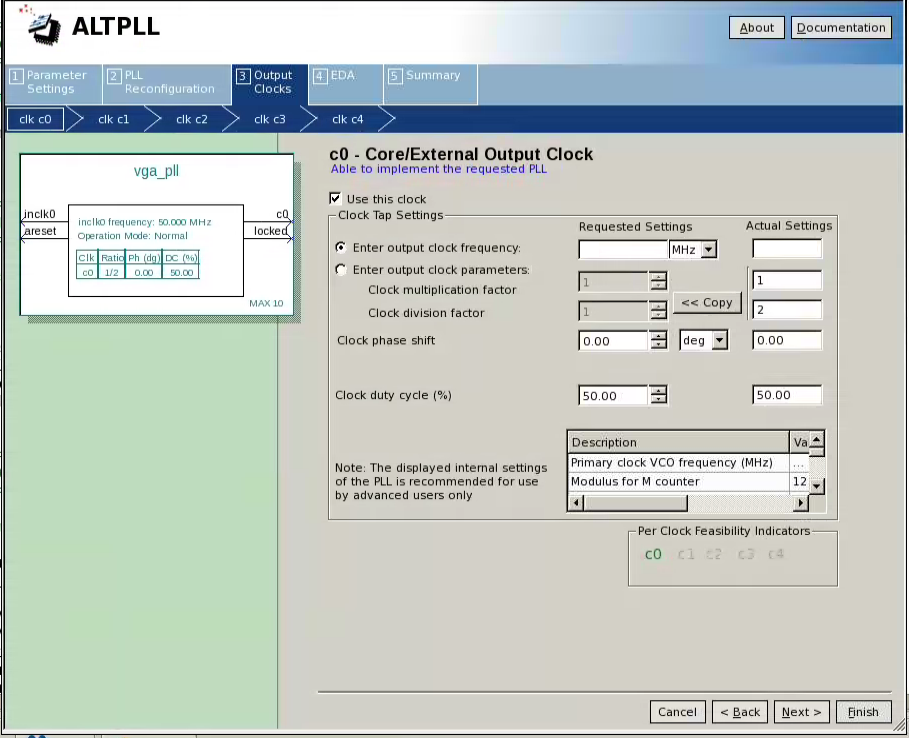 ALTPLL
About
Documentation
1 Parameter Settings
2 PLL Reconfiguration
3 Output Clocks
4 EDA
5 Summary
clk c0
clk c1
clk c2
clk c3
clk c4
vga_pll
inclk0
areset
c0
locked
inclk0 frequency: 50.000 MHz
Operation Mode: Normal
Clk Ratio Ph (dg) DC (%)
c0 1/2 0.00 50.00
MAX 10
c0 - Core/External Output Clock
Able to implement the requested PLL
Use this clock
Clock Tap Settings
Requested Settings
Actual Settings
Enter output clock frequency:
MHz
Enter output clock parameters:
Clock multiplication factor
1
1
Clock division factor
1
<< Copy
2
Clock phase shift
0.00
deg
0.00
Clock duty cycle (%)
50.00
50.00
Note: The displayed internal settings
of the PLL is recommended for use
by advanced users only
Description Va
Primary clock VCO frequency (MHz) ...
Modulus for M counter 12
Per Clock Feasibility Indicators
c0 c1 c2 c3 c4
Cancel
< Back
Next >
Finish